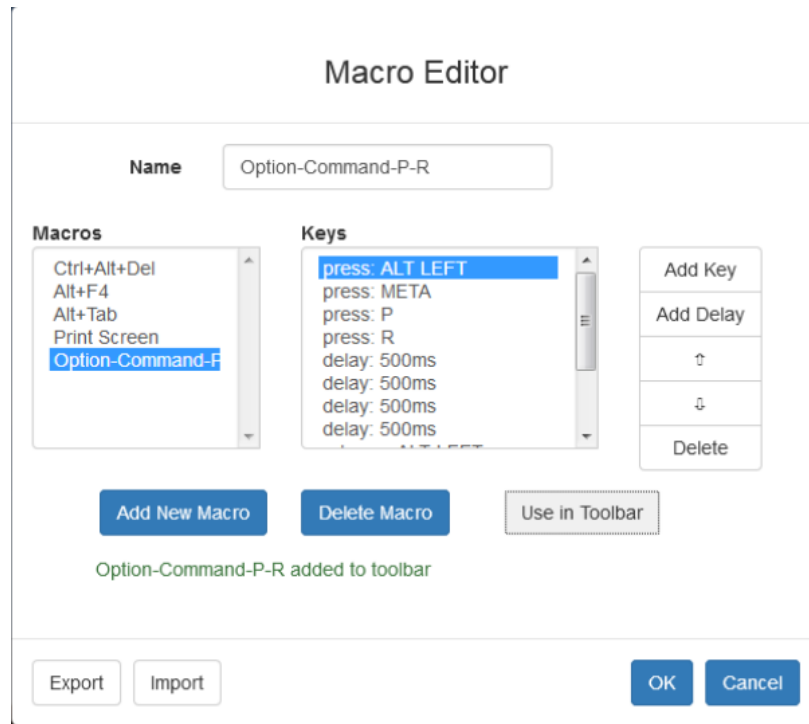 Macro Editor
Name Option-Command-P-R
Macros
Ctrl+Alt+Del
Alt+F4
Alt+Tab
Print Screen
Option-Command-P
Keys
press: ALT LEFT
press: META
press: P
press: R
delay: 500ms
delay: 500ms
delay: 500ms
delay: 500ms
Add Key
Add Delay
⇧
⇩
Delete
Add New Macro Delete Macro Use in Toolbar
Option-Command-P-R added to toolbar
Export Import OK Cancel